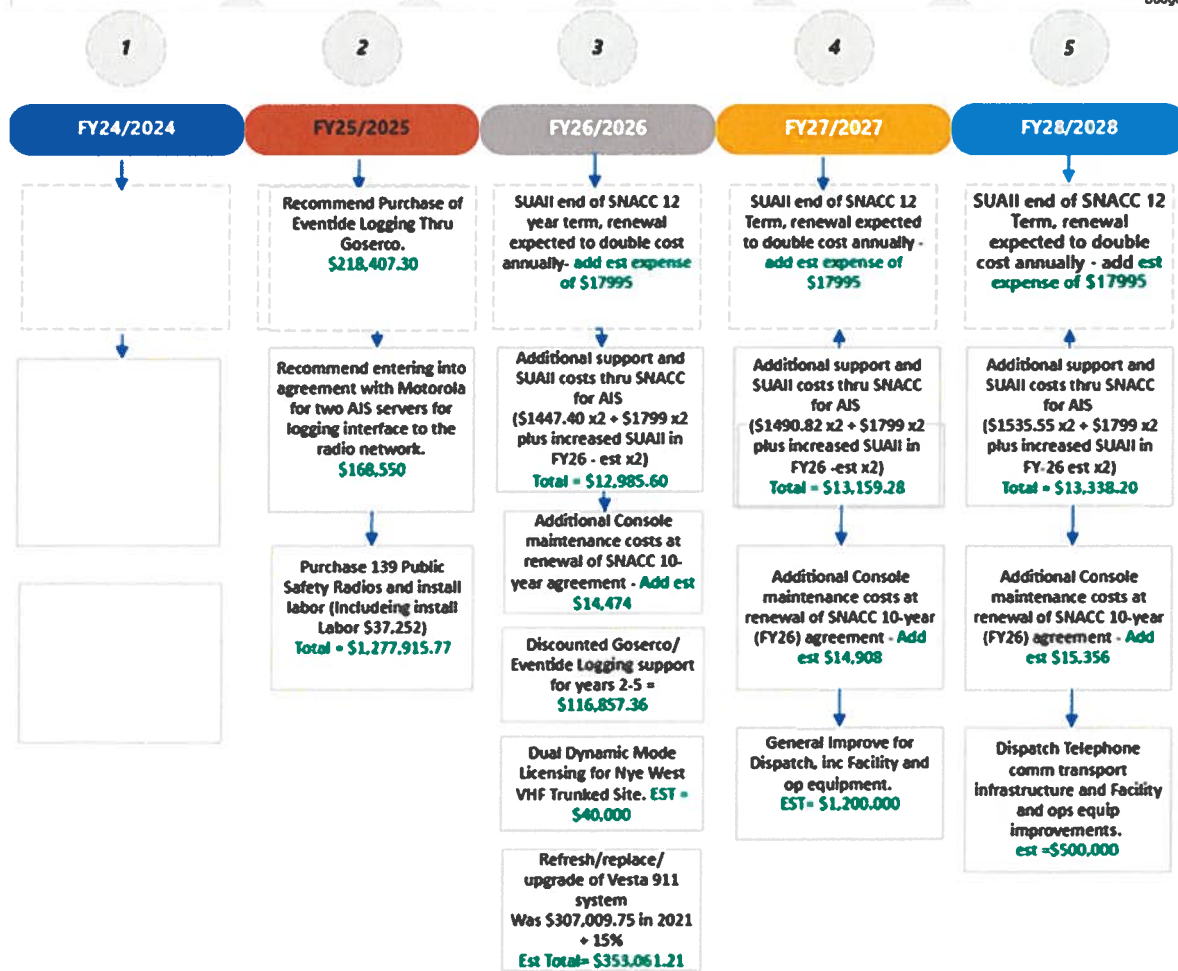 1
2
3
4
5
FY24/2024
FY25/2025
FY26/2026
FY27/2027
FY28/2028
Recommend Purchase of
Eventide Logging Thru
Goserco.
$218,407.30
Recommend entering into
agreement with Motorola
for two AIS servers for
logging interface to the
radio network.
$168,550
Purchase 139 Public
Safety Radios and install
labor (Includeing install
Labor $37,252)
Total = $1,277,915.77
SUAII end of SNACC 12
year term, renewal
expected to double cost
annually- add est expense
of $17995
Additional support and
SUAII costs thru SNACC
for AIS
($1447.40 x2 + $1799 x2
plus increased SUAII in
FY26 - est x2)
Total = $12,985.60
Additional Console
maintenance costs at
renewal of SNACC 10-
year agreement - Add est
$14,474
Discounted Goserco/
Eventide Logging support
for years 2-5 =
$116,857.36
Dual Dynamic Mode
Licensing for Nye West
VHF Trunked Site. EST =
$40,000
Refresh/replace/
upgrade of Vesta 911
system
Was $307,009.75 in 2021
+ 15%
Est Total= $353,061.21
SUAII end of SNACC 12
Term, renewal expected
to double cost annually -
add est expense of
$17995
Additional support and
SUAII costs thru SNACC
for AIS
($1490.82 x2 + $1799 x2
plus increased SUAII in
FY26 -est x2)
Total = $13,159.28
Additional Console
maintenance costs at
renewal of SNACC 10-year
(FY26) agreement - Add
est $14,908
General Improve for
Dispatch, inc Facility and
op equipment.
EST= $1,200.000
SUAII end of SNACC 12
Term, renewal
expected to double
cost annually - add est
expense of $17995
Additional support and
SUAII costs thru SNACC
for AIS
($1535.55 x2 + $1799 x2
plus increased SUAII in
FY-26 est x2)
Total = $13,338.20
Additional Console
maintenance costs at
renewal of SNACC 10-year
(FY26) agreement - Add
est $15,356
Dispatch Telephone
comm transport
infrastructure and Facility
and ops equip
improvements.
est =$500,000